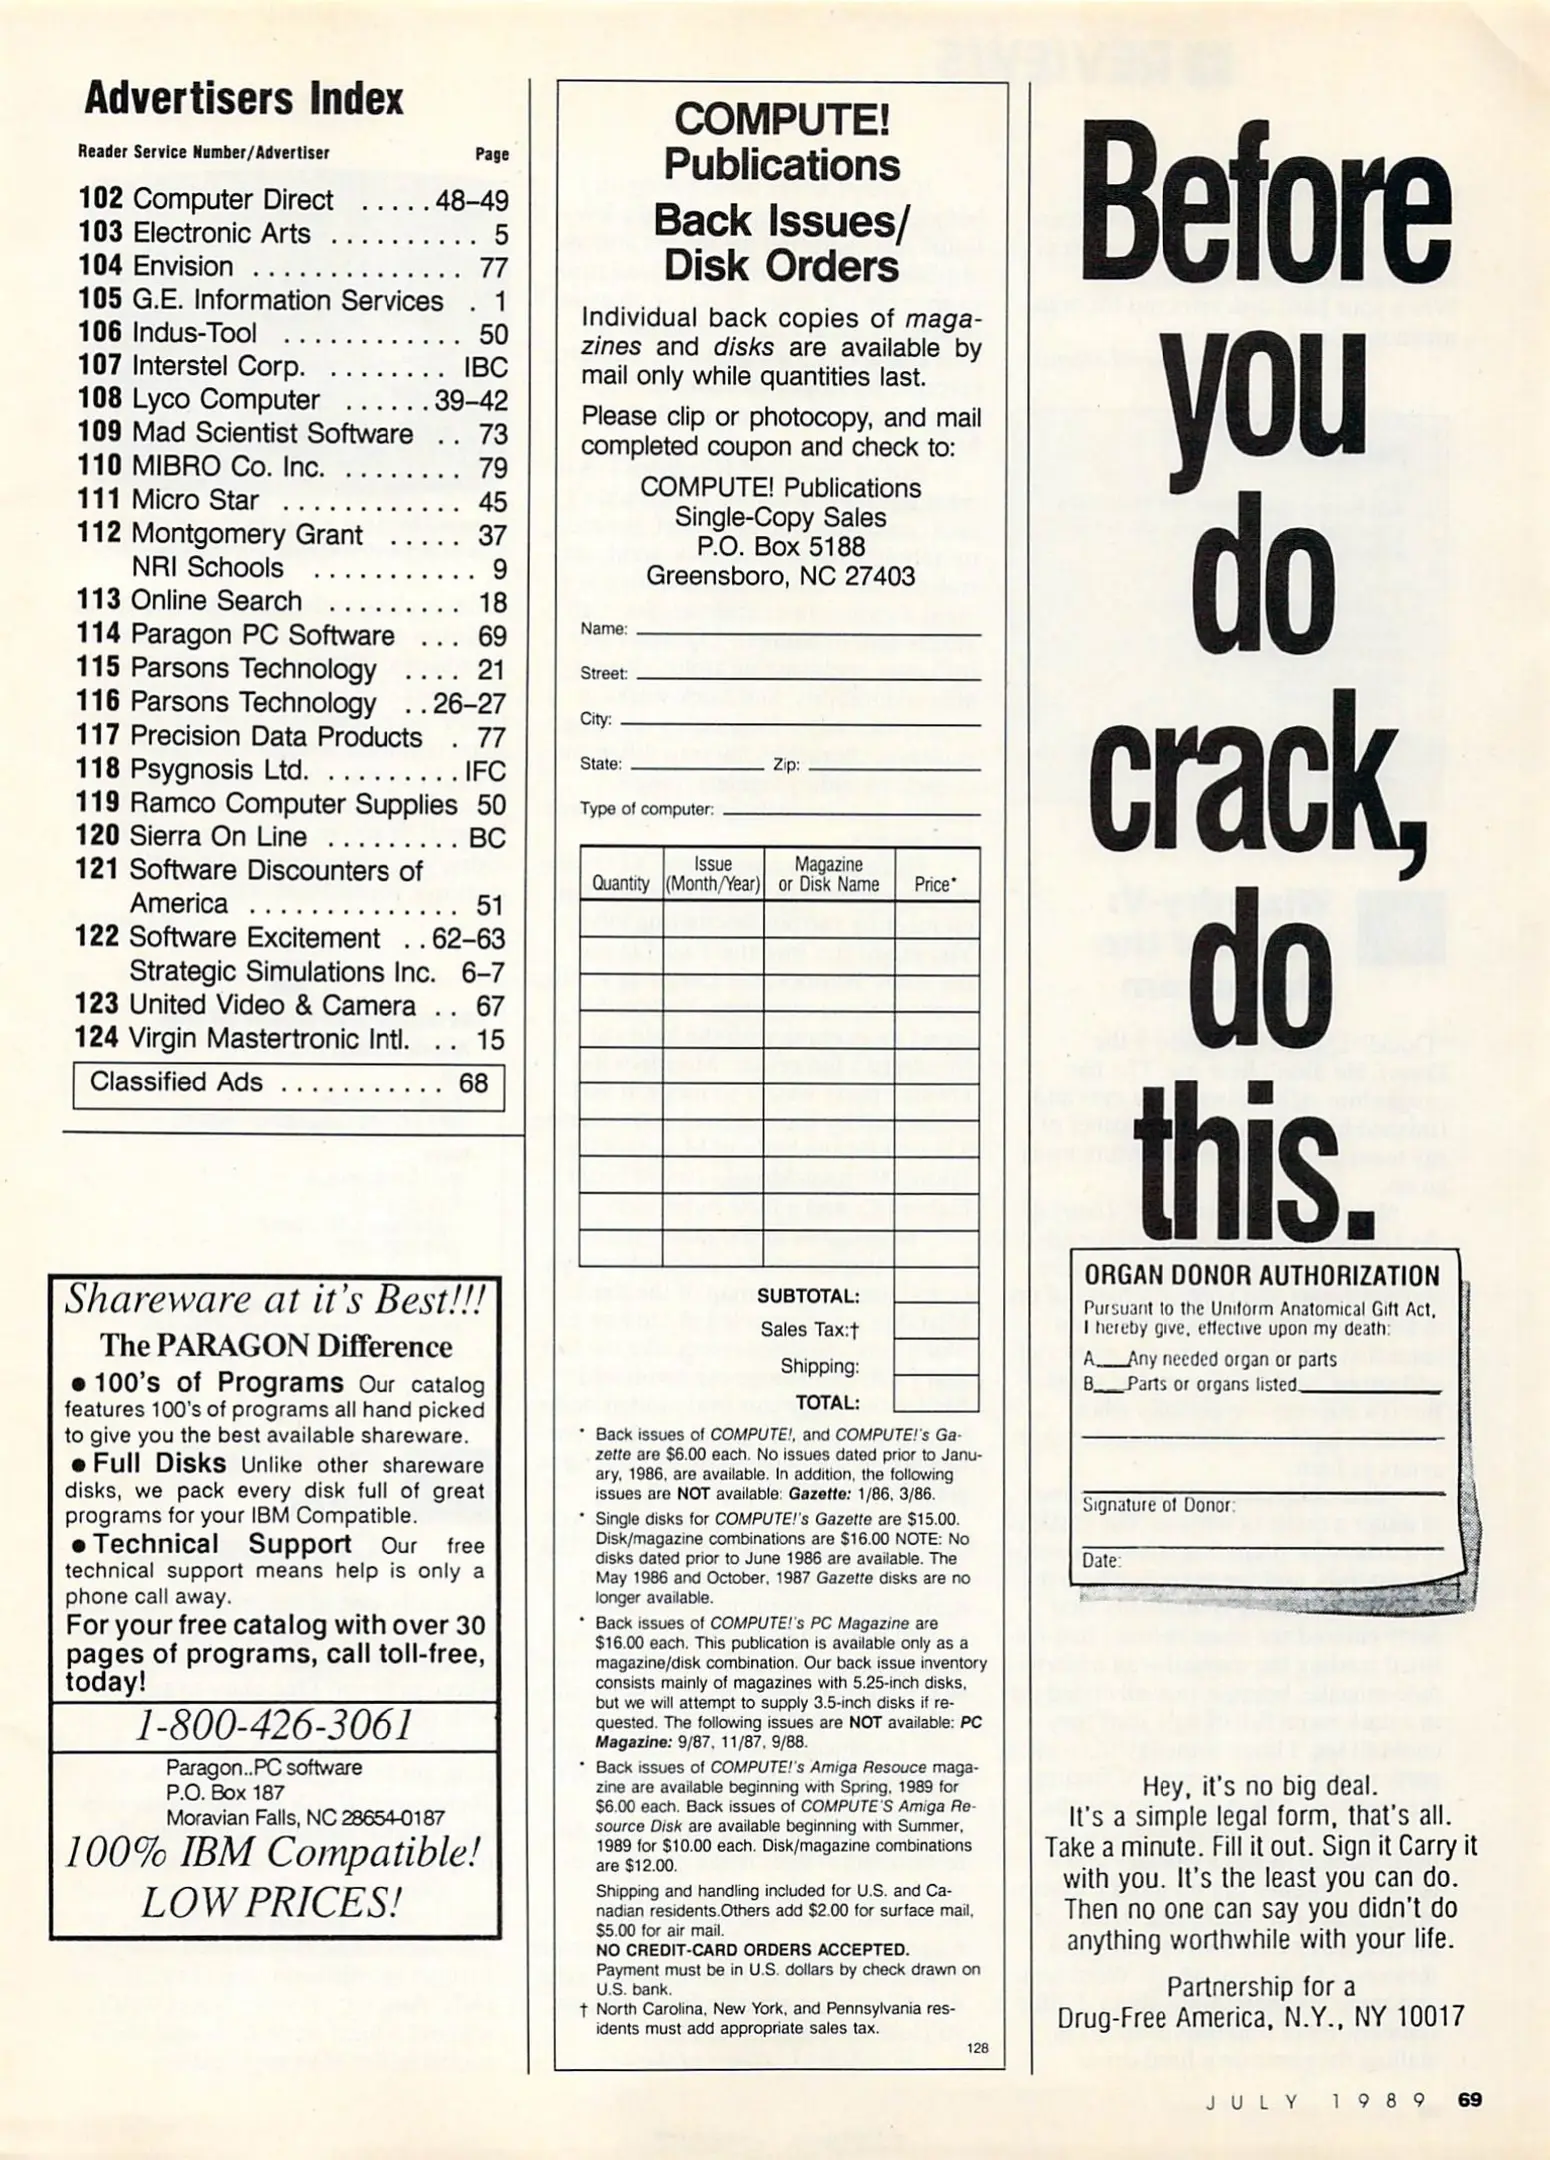 Advertisers Index
Reader Service Number/Advertiser Page
102 Computer Direct ..... 48–49
103 Electronic Arts .......... 5
104 Envision .............. 77
105 G.E. Information Services . 1
106 Indus-Tool ............ 50
107 Interstel Corp. ........ IBC
108 Lyco Computer ...... 39–42
109 Mad Scientist Software .. 73
110 MIBRO Co. Inc. ........ 79
111 Micro Star ............ 45
112 Montgomery Grant ..... 37
NRI Schools ........... 9
113 Online Search ......... 18
114 Paragon PC Software ... 69
115 Parsons Technology .... 21
116 Parsons Technology .. 26–27
117 Precision Data Products . 77
118 Psygnosis Ltd. ......... IFC
119 Ramco Computer Supplies 50
120 Sierra On Line ......... BC
121 Software Discounters of
America .............. 51
122 Software Excitement .. 62–63
Strategic Simulations Inc. 6–7
123 United Video & Camera .. 67
124 Virgin Mastertronic Intl. .. 15
Classified Ads ........... 68
Shareware at it's Best!!!
The PARAGON Difference
● 100's of Programs Our catalog
features 100's of programs all hand picked
to give you the best available shareware.
● Full Disks Unlike other shareware
disks, we pack every disk full of great
programs for your IBM Compatible.
● Technical Support Our free
technical support means help is only a
phone call away.
For your free catalog with over 30
pages of programs, call toll-free,
today!
1-800-426-3061
Paragon..PC software
P.O. Box 187
Moravian Falls, NC 28654-0187
100% IBM Compatible!
LOW PRICES!
COMPUTE!
Publications
Back Issues/
Disk Orders
Individual back copies of maga-
zines and disks are available by
mail only while quantities last.
Please clip or photocopy, and mail
completed coupon and check to:
COMPUTE! Publications
Single-Copy Sales
P.O. Box 5188
Greensboro, NC 27403
Name:
Street:
City:
State: Zip:
Type of computer:
Issue Magazine
Quantity (Month/Year) or Disk Name Price*
SUBTOTAL:
Sales Tax:†
Shipping:
TOTAL:
* Back issues of COMPUTE!, and COMPUTE!'s Ga-
zette are $6.00 each. No issues dated prior to Janu-
ary, 1986, are available. In addition, the following
issues are NOT available: Gazette: 1/86, 3/86.
* Single disks for COMPUTE!'s Gazette are $15.00.
Disk/magazine combinations are $16.00 NOTE: No
disks dated prior to June 1986 are available. The
May 1986 and October, 1987 Gazette disks are no
longer available.
* Back issues of COMPUTE!'s PC Magazine are
$16.00 each. This publication is available only as a
magazine/disk combination. Our back issue inventory
consists mainly of magazines with 5.25-inch disks,
but we will attempt to supply 3.5-inch disks if re-
quested. The following issues are NOT available: PC
Magazine: 9/87, 11/87, 9/88.
* Back issues of COMPUTE!'s Amiga Resouce maga-
zine are available beginning with Spring, 1989 for
$6.00 each. Back issues of COMPUTE'S Amiga Re-
source Disk are available beginning with Summer,
1989 for $10.00 each. Disk/magazine combinations
are $12.00.
Shipping and handling included for U.S. and Ca-
nadian residents.Others add $2.00 for surface mail,
$5.00 for air mail.
NO CREDIT-CARD ORDERS ACCEPTED.
Payment must be in U.S. dollars by check drawn on
U.S. bank.
† North Carolina, New York, and Pennsylvania res-
idents must add appropriate sales tax.
128
Before
you
do
crack,
do
this.
ORGAN DONOR AUTHORIZATION
Pursuant to the Uniform Anatomical Gift Act,
I hereby give, effective upon my death:
A.___Any needed organ or parts
B.___Parts or organs listed
Signature of Donor:
Date:
Hey, it's no big deal.
It's a simple legal form, that's all.
Take a minute. Fill it out. Sign it Carry it
with you. It's the least you can do.
Then no one can say you didn't do
anything worthwhile with your life.
Partnership for a
Drug-Free America, N.Y., NY 10017
JULY 1989 69